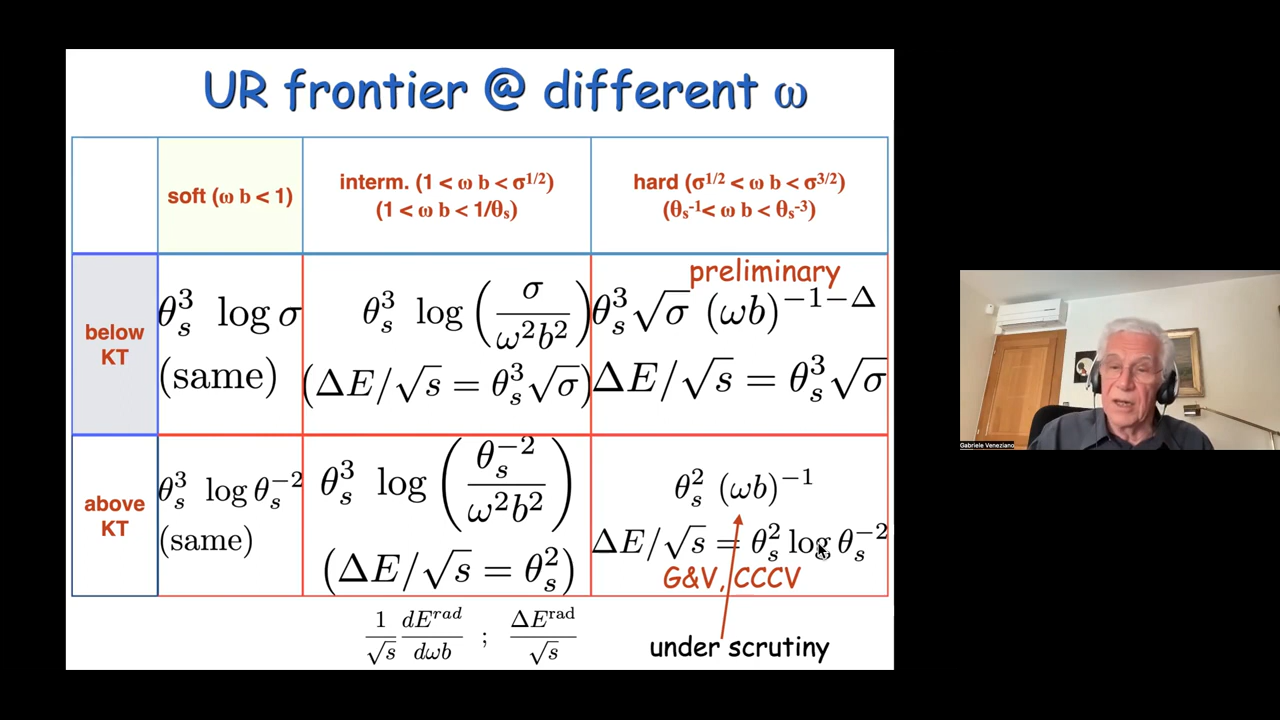 UR frontier @ different ω
soft (ω b < 1)
interm. (1 < ω b < σ^{1/2})
(1 < ω b < 1/θ_s)
hard (σ^{1/2} < ω b < σ^{3/2})
(θ_s^{-1}< ω b < θ_s^{-3})
below
KT
θ_s^3 log σ
(same)
θ_s^3 log (σ/ω²b²)
(ΔE/√s = θ_s^3 √σ)
preliminary
θ_s^3 √σ (ωb)^{-1-Δ}
ΔE/√s = θ_s^3 √σ
above
KT
θ_s^3 log θ_s^{-2}
(same)
θ_s^3 log (θ_s^{-2}/ω²b²)
(ΔE/√s = θ_s^2)
θ_s^2 (ωb)^{-1}
ΔE/√s = θ_s^2 log θ_s^{-2}
G&V, CCCV
1/√s dE^{rad}/dωb ; ΔE^{rad}/√s
under scrutiny
Gabriele Veneziano